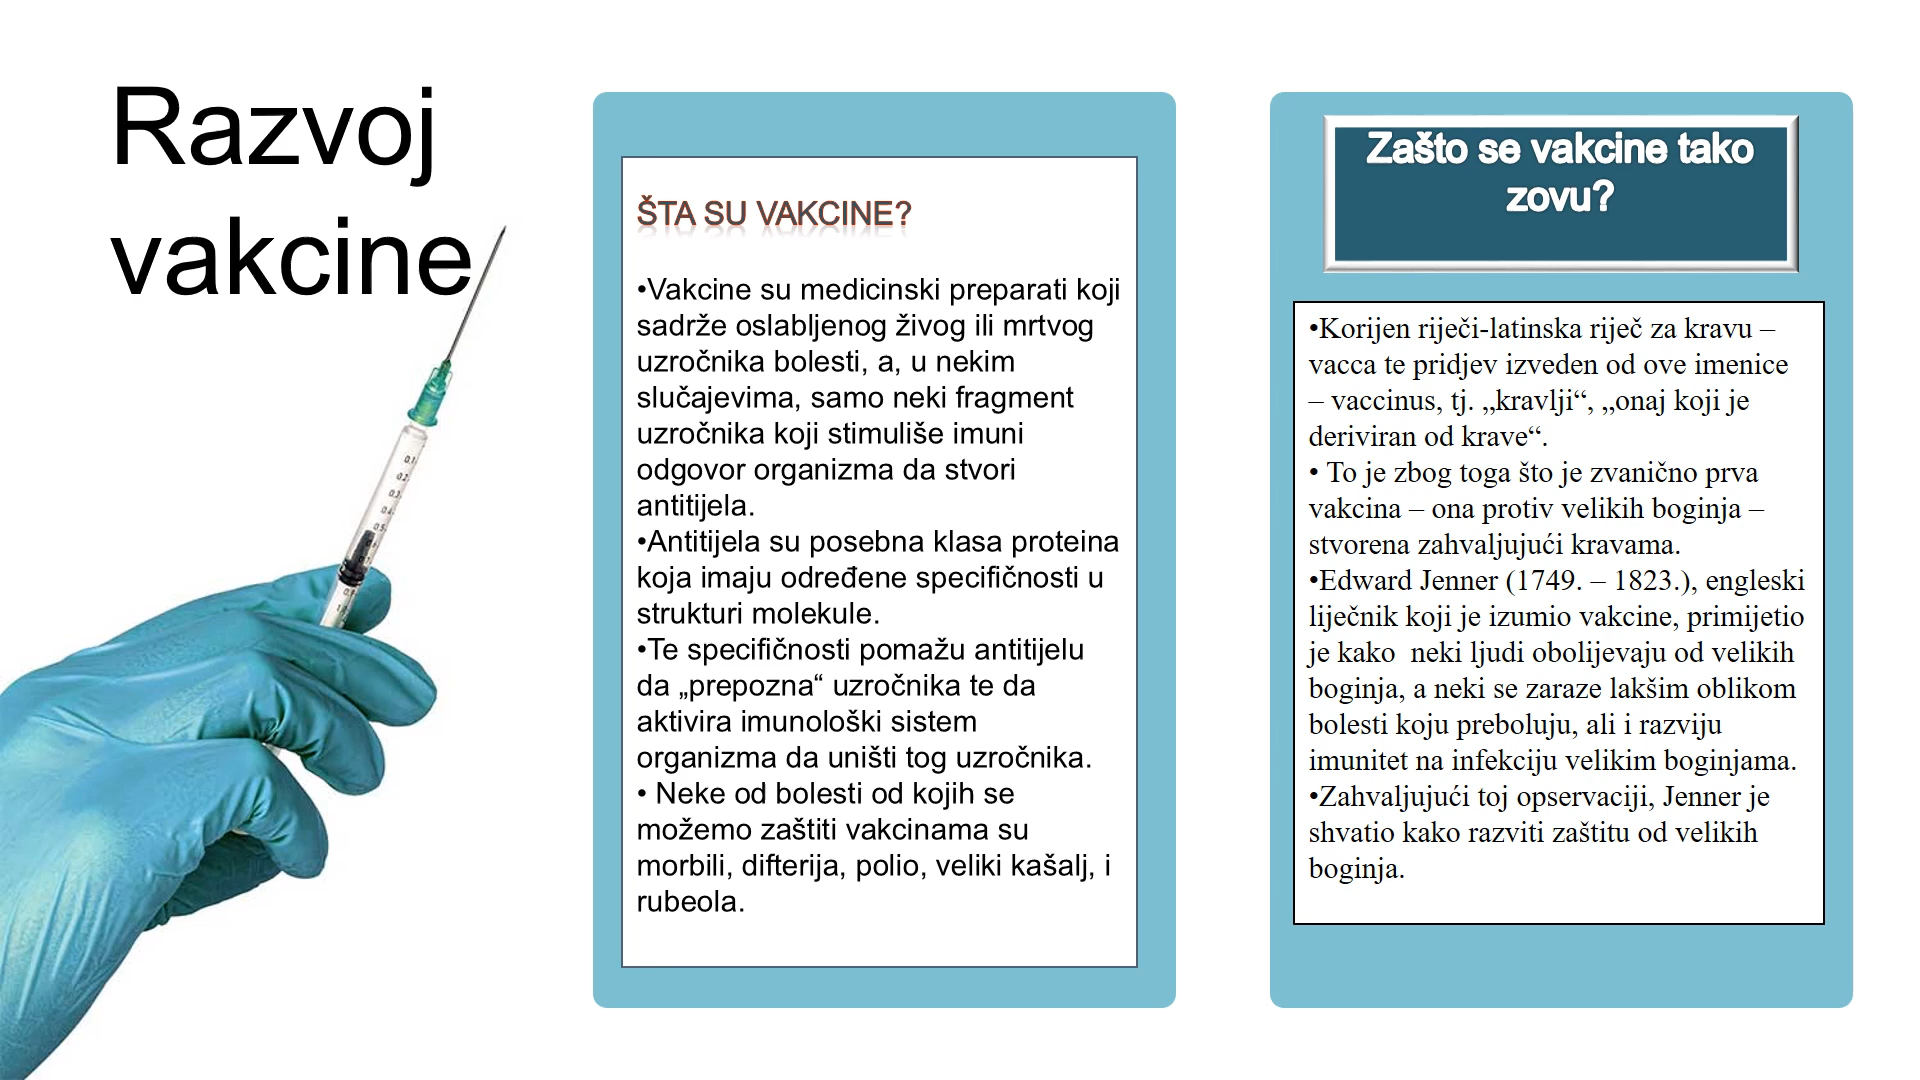 Razvoj
vakcine
ŠTA SU VAKCINE?
•Vakcine su medicinski preparati koji
sadrže oslabljenog živog ili mrtvog
uzročnika bolesti, a, u nekim
slučajevima, samo neki fragment
uzročnika koji stimuliše imuni
odgovor organizma da stvori
antitijela.
•Antitijela su posebna klasa proteina
koja imaju određene specifičnosti u
strukturi molekule.
•Te specifičnosti pomažu antitijelu
da „prepozna“ uzročnika te da
aktivira imunološki sistem
organizma da uništi tog uzročnika.
• Neke od bolesti od kojih se
možemo zaštiti vakcinama su
morbili, difterija, polio, veliki kašalj, i
rubeola.
Zašto se vakcine tako
zovu?
•Korijen riječi-latinska riječ za kravu –
vacca te pridjev izveden od ove imenice
– vaccinus, tj. „kravlji“, „onaj koji je
deriviran od krave“.
• To je zbog toga što je zvanično prva
vakcina – ona protiv velikih boginja –
stvorena zahvaljujući kravama.
•Edward Jenner (1749. – 1823.), engleski
liječnik koji je izumio vakcine, primijetio
je kako  neki ljudi obolijevaju od velikih
boginja, a neki se zaraze lakšim oblikom
bolesti koju preboluju, ali i razviju
imunitet na infekciju velikim boginjama.
•Zahvaljujući toj opservaciji, Jenner je
shvatio kako razviti zaštitu od velikih
boginja.